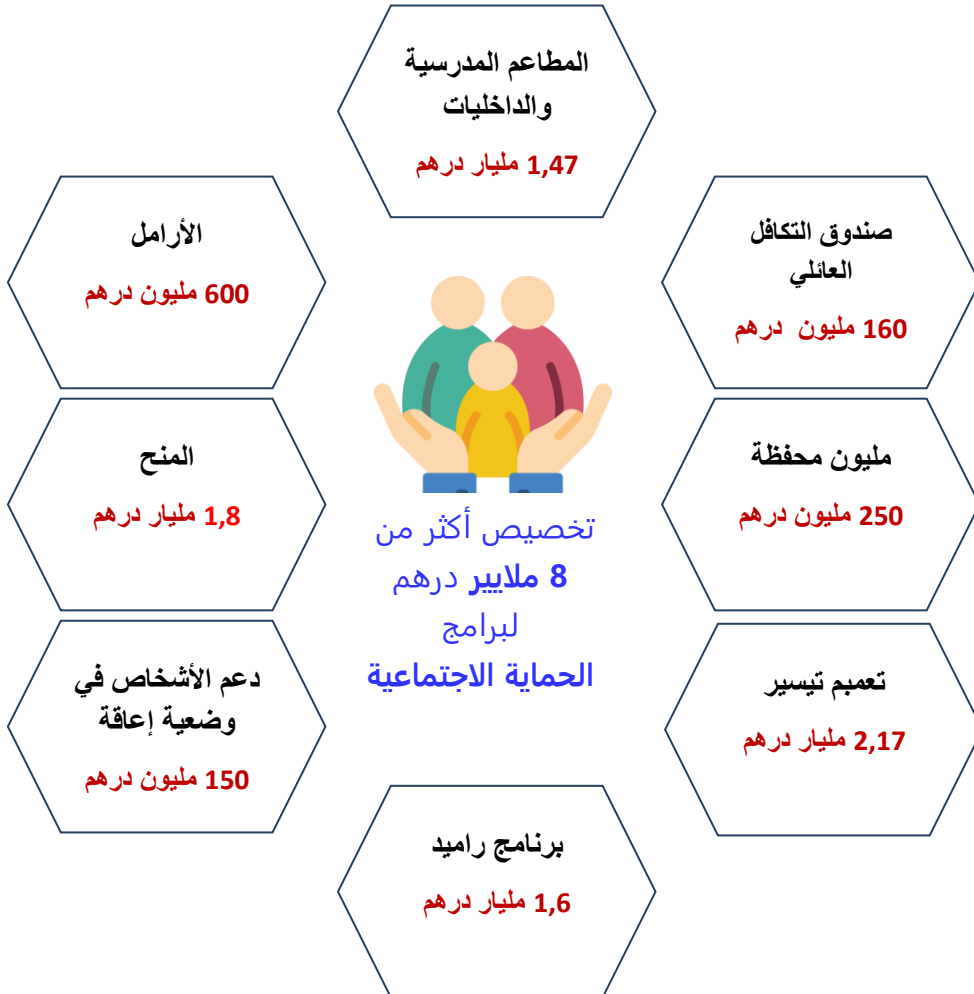 المطاعم المدرسية
والداخليات
1,47 مليار درهم
صندوق التكافل
العائلي
160 مليون درهم
الأرامل
600 مليون درهم
مليون محفظة
250 مليون درهم
المنح
1,8 مليار درهم
تخصيص أكثر من
8 ملايير درهم
لبرامج
الحماية الاجتماعية
تعميم تيسير
2,17 مليار درهم
دعم الأشخاص في
وضعية إعاقة
150 مليون درهم
برنامج راميد
1,6 مليار درهم